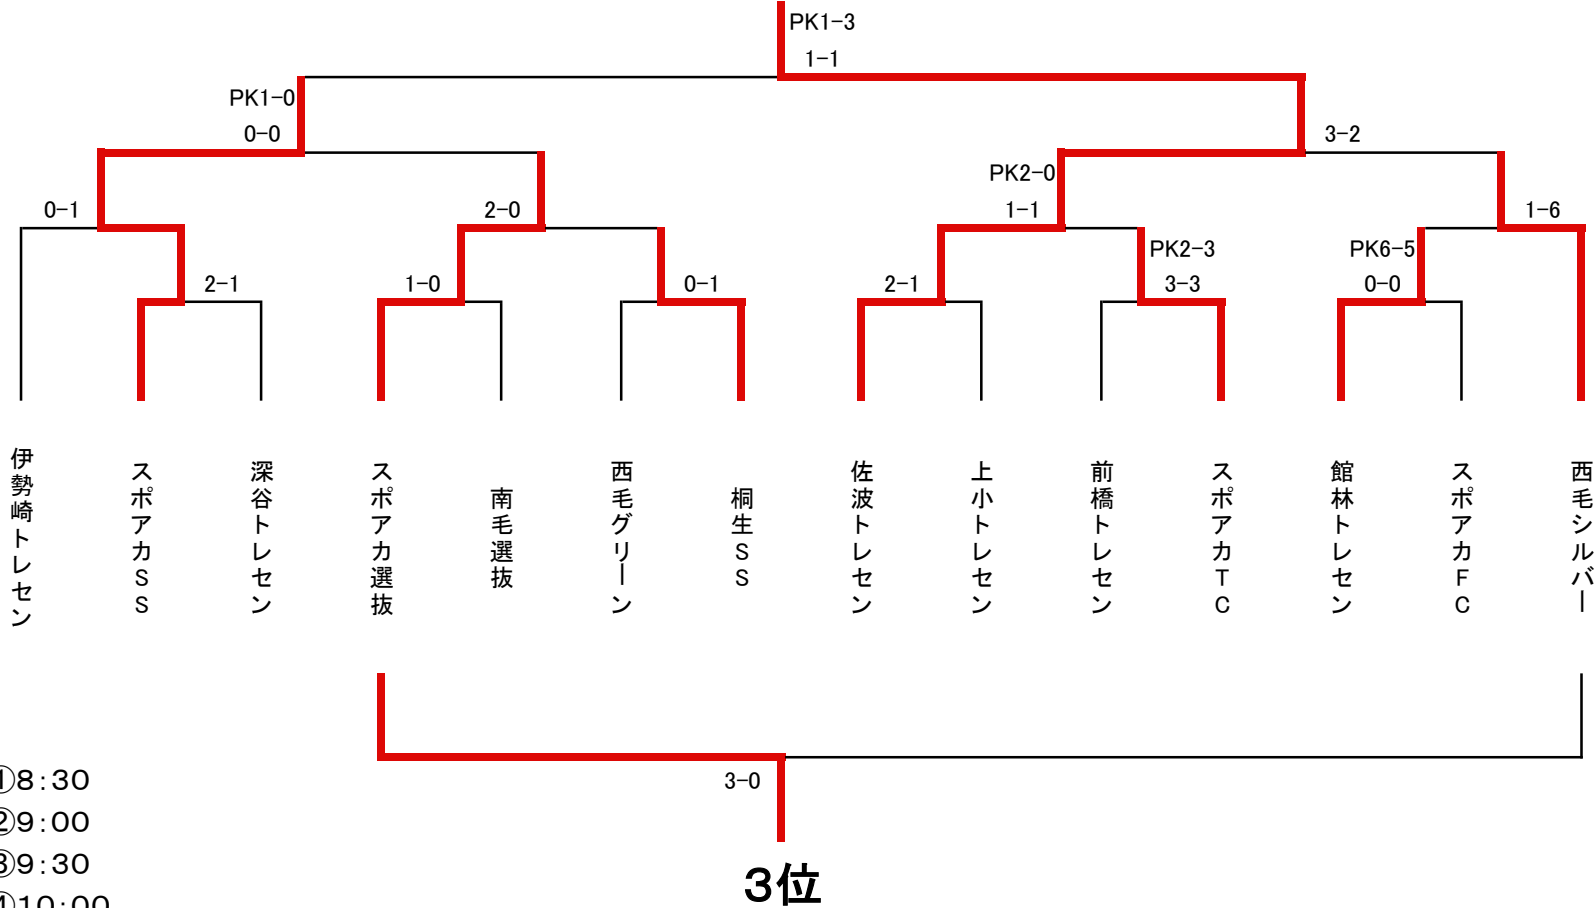 PK1-3
1-1
PK1-0
0-0
3-2
PK2-0
0-1
2-0
1-1
1-6
PK2-3
PK6-5
2-1
1-0
0-1
2-1
3-3
0-0
伊勢崎トレセン
スポアカSS
深谷トレセン
スポアカ選抜
南毛選抜
西毛グリーン
桐生SS
佐波トレセン
上小トレセン
前橋トレセン
スポアカTC
館林トレセン
スポアカFC
西毛シルバー
3-0
①8:30
②9:00
③9:30
④10:00
3位